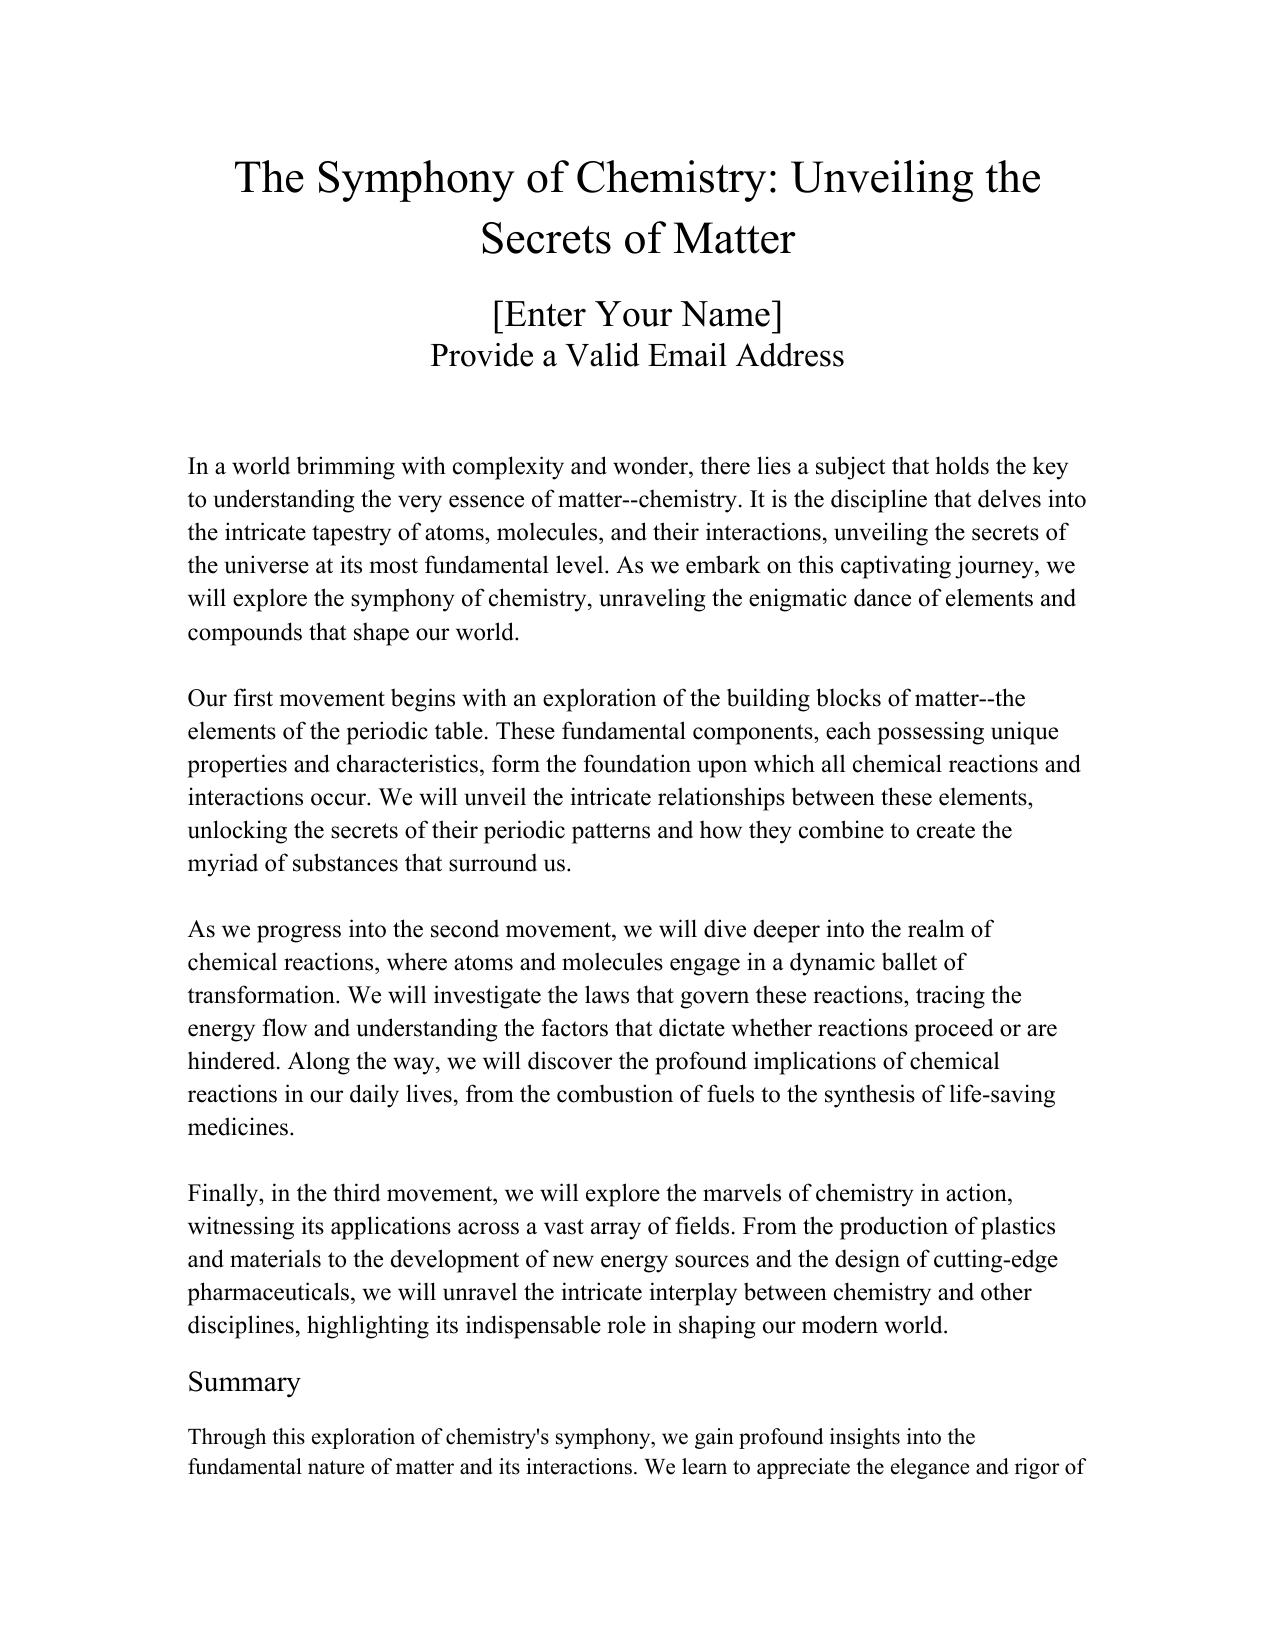 The Symphony of Chemistry: Unveiling the
Secrets of Matter
[Enter Your Name]
Provide a Valid Email Address
In a world brimming with complexity and wonder, there lies a subject that holds the key
to understanding the very essence of matter--chemistry. It is the discipline that delves into
the intricate tapestry of atoms, molecules, and their interactions, unveiling the secrets of
the universe at its most fundamental level. As we embark on this captivating journey, we
will explore the symphony of chemistry, unraveling the enigmatic dance of elements and
compounds that shape our world.
Our first movement begins with an exploration of the building blocks of matter--the
elements of the periodic table. These fundamental components, each possessing unique
properties and characteristics, form the foundation upon which all chemical reactions and
interactions occur. We will unveil the intricate relationships between these elements,
unlocking the secrets of their periodic patterns and how they combine to create the
myriad of substances that surround us.
As we progress into the second movement, we will dive deeper into the realm of
chemical reactions, where atoms and molecules engage in a dynamic ballet of
transformation. We will investigate the laws that govern these reactions, tracing the
energy flow and understanding the factors that dictate whether reactions proceed or are
hindered. Along the way, we will discover the profound implications of chemical
reactions in our daily lives, from the combustion of fuels to the synthesis of life-saving
medicines.
Finally, in the third movement, we will explore the marvels of chemistry in action,
witnessing its applications across a vast array of fields. From the production of plastics
and materials to the development of new energy sources and the design of cutting-edge
pharmaceuticals, we will unravel the intricate interplay between chemistry and other
disciplines, highlighting its indispensable role in shaping our modern world.
Summary
Through this exploration of chemistry's symphony, we gain profound insights into the
fundamental nature of matter and its interactions. We learn to appreciate the elegance and rigor of